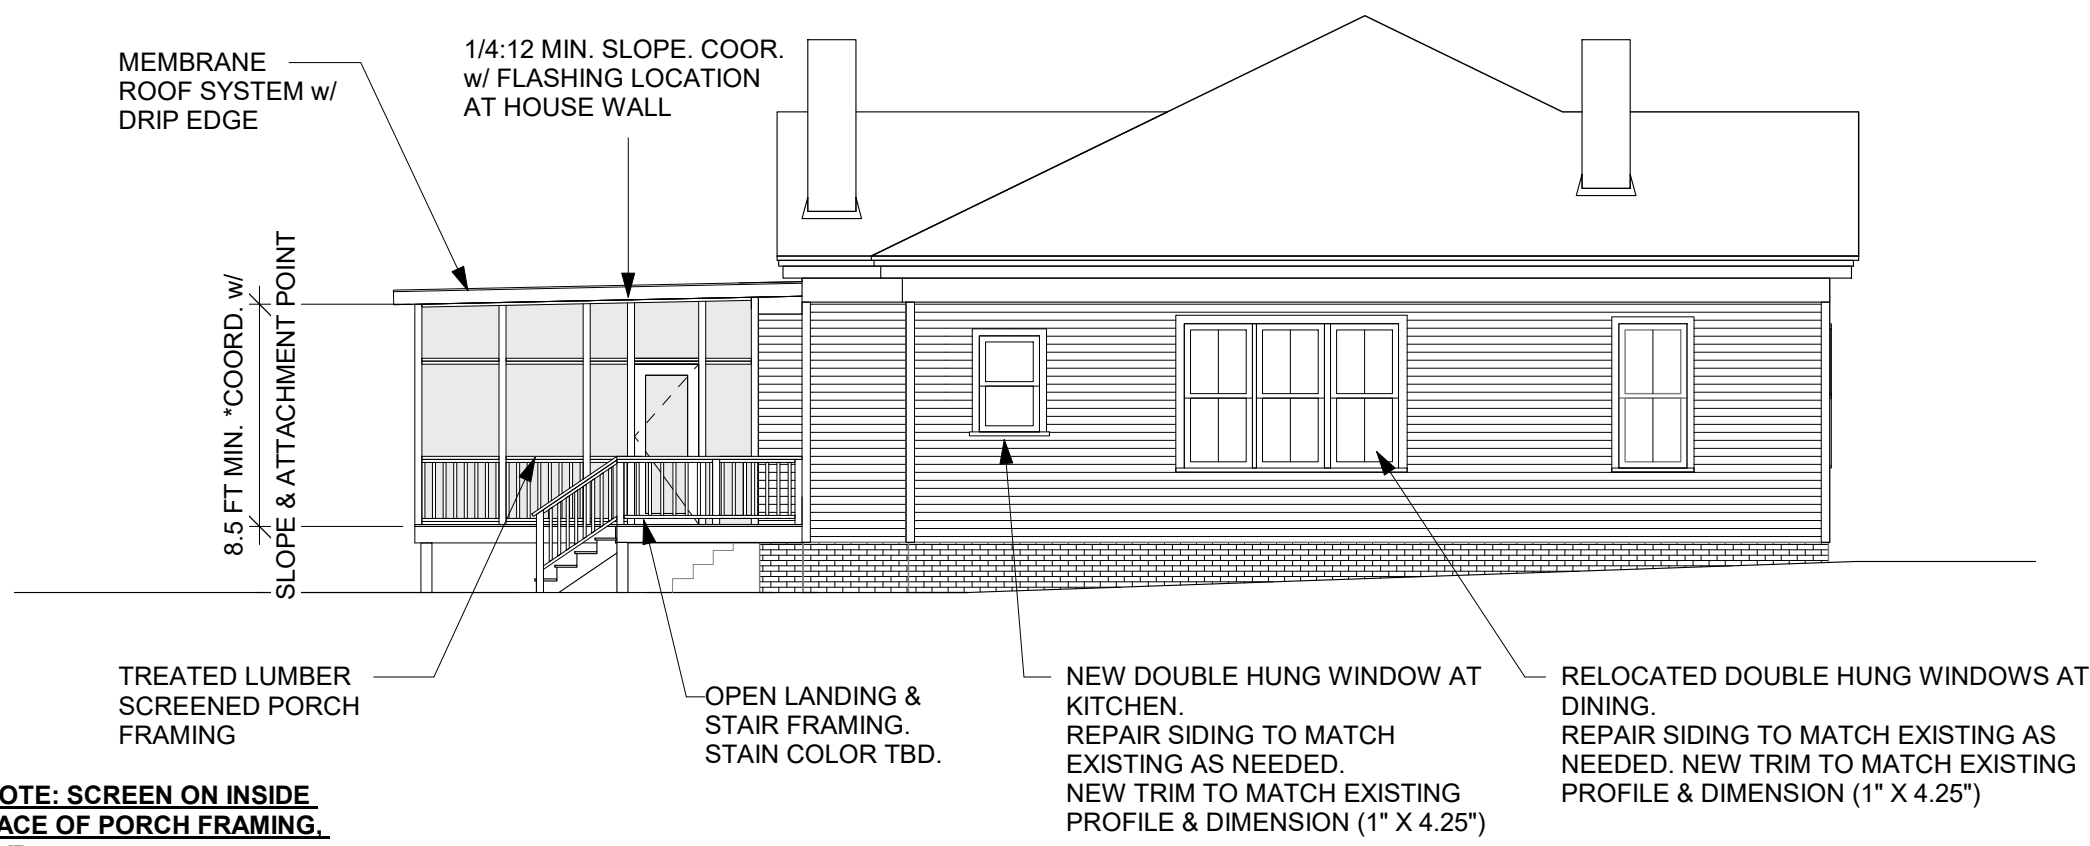 MEMBRANE
ROOF SYSTEM w/
DRIP EDGE
1/4:12 MIN. SLOPE. COOR.
w/ FLASHING LOCATION
AT HOUSE WALL
8.5 FT MIN. *COORD. w/
SLOPE & ATTACHMENT POINT
TREATED LUMBER
SCREENED PORCH
FRAMING
OPEN LANDING &
STAIR FRAMING.
STAIN COLOR TBD.
NEW DOUBLE HUNG WINDOW AT
KITCHEN.
REPAIR SIDING TO MATCH
EXISTING AS NEEDED.
NEW TRIM TO MATCH EXISTING
PROFILE & DIMENSION (1" X 4.25")
RELOCATED DOUBLE HUNG WINDOWS AT
DINING.
REPAIR SIDING TO MATCH EXISTING AS
NEEDED. NEW TRIM TO MATCH EXISTING
PROFILE & DIMENSION (1" X 4.25")
OTE: SCREEN ON INSIDE
ACE OF PORCH FRAMING,